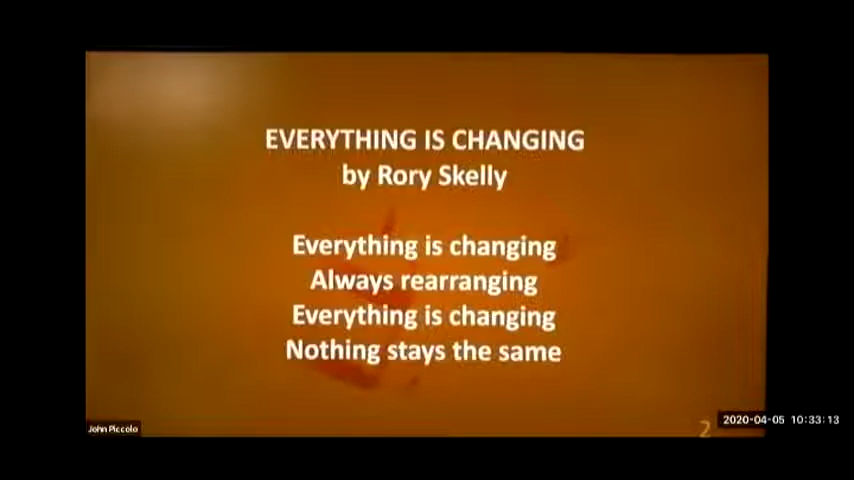 EVERYTHING IS CHANGING
by Rory Skelly
Everything is changing
Always rearranging
Everything is changing
Nothing stays the same
2
2020-04-05 10:33:13
John Piccolo